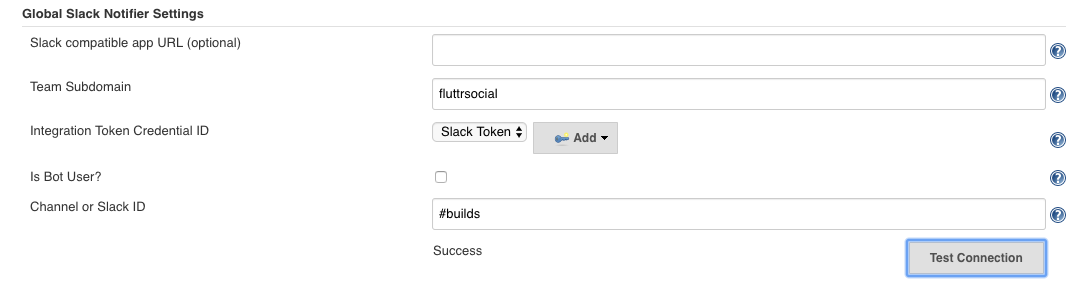 Global Slack Notifier Settings
Slack compatible app URL (optional)
Team Subdomain
fluttrsocial
Integration Token Credential ID
Slack Token
Add
Is Bot User?
Channel or Slack ID
#builds
Success
Test Connection